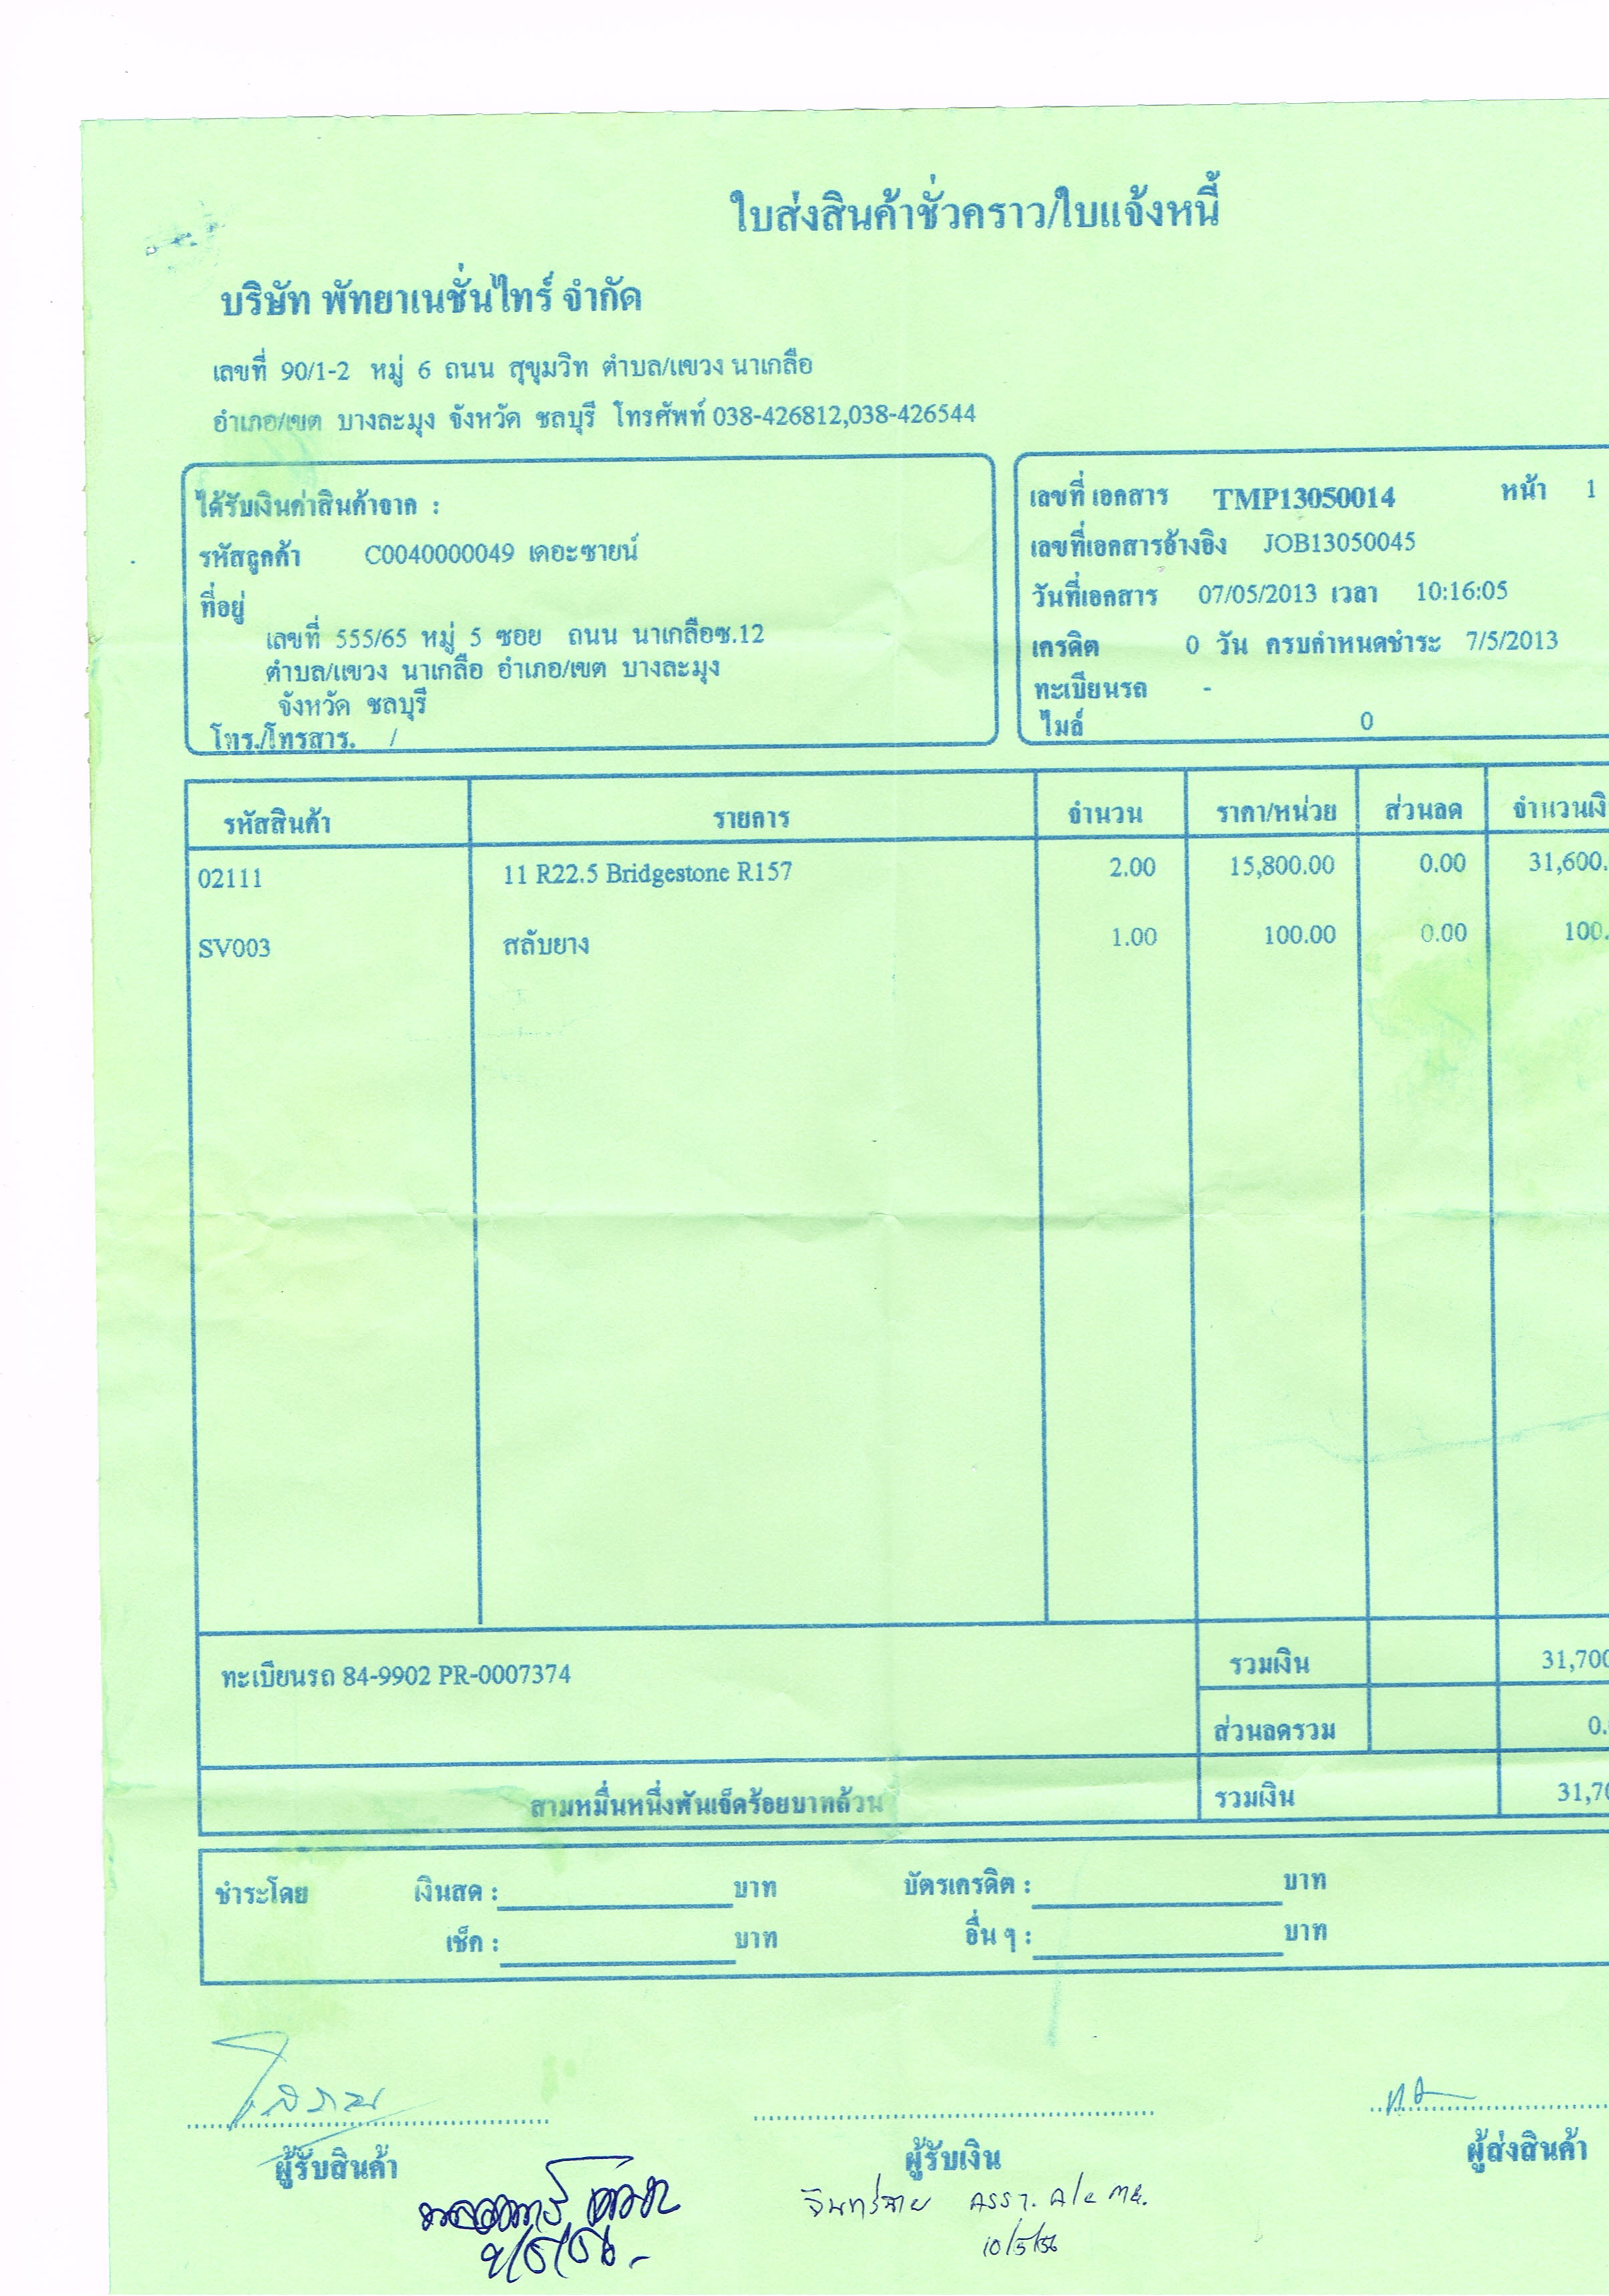 ใบส่งสินค้าชั่วคราว/ใบแจ้งหนี้
บริษัท พัทยาเนชั่นไทร์ จำกัด
เลขที่ 90/1-2 หมู่ 6 ถนน สุขุมวิท ตำบล/แขวง นาเกลือ
อำเภอ/เขต บางละมุง จังหวัด ชลบุรี โทรศัพท์ 038-426812,038-426544
ได้รับเงินค่าสินค้าจาก :
รหัสลูกค้า C0040000049 เดอะซายน์
ที่อยู่
เลขที่ 555/65 หมู่ 5 ซอย ถนน นาเกลือซ.12
ตำบล/แขวง นาเกลือ อำเภอ/เขต บางละมุง
จังหวัด ชลบุรี
โทร./โทรสาร. /
เลขที่ เอกสาร TMP13050014 หน้า 1
เลขที่เอกสารอ้างอิง JOB13050045
วันที่เอกสาร 07/05/2013 เวลา 10:16:05
เครดิต 0 วัน ครบกำหนดชำระ 7/5/2013
ทะเบียนรถ -
ไมล์ 0
รหัสสินค้า รายการ จำนวน ราคา/หน่วย ส่วนลด จำนวนเงิ
02111 11 R22.5 Bridgestone R157 2.00 15,800.00 0.00 31,600.
SV003 สลับยาง 1.00 100.00 0.00 100.
ทะเบียนรถ 84-9902 PR-0007374
รวมเงิน 31,700
ส่วนลดรวม 0.
สามหมื่นหนึ่งพันเจ็ดร้อยบาทล้วน รวมเงิน 31,70
ชำระโดย เงินสด : บาท บัตรเครดิต : บาท
เช็ค : บาท อื่น ๆ : บาท
ผู้รับสินค้า ผู้รับเงิน ผู้ส่งสินค้า
10/5/56